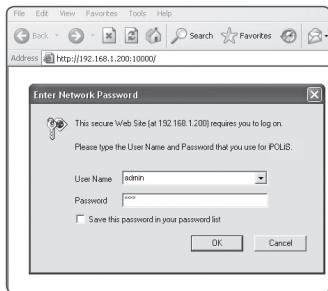 File Edit View Favorites Tools Help
Back Search Favorites
Address http://192.168.1.200:10000/
Enter Network Password
This secure Web Site (at 192.168.1.200) requires you to log on.
Please type the User Name and Password that you use for iPOLiS.
User Name admin
Password ****
Save this password in your password list
OK Cancel